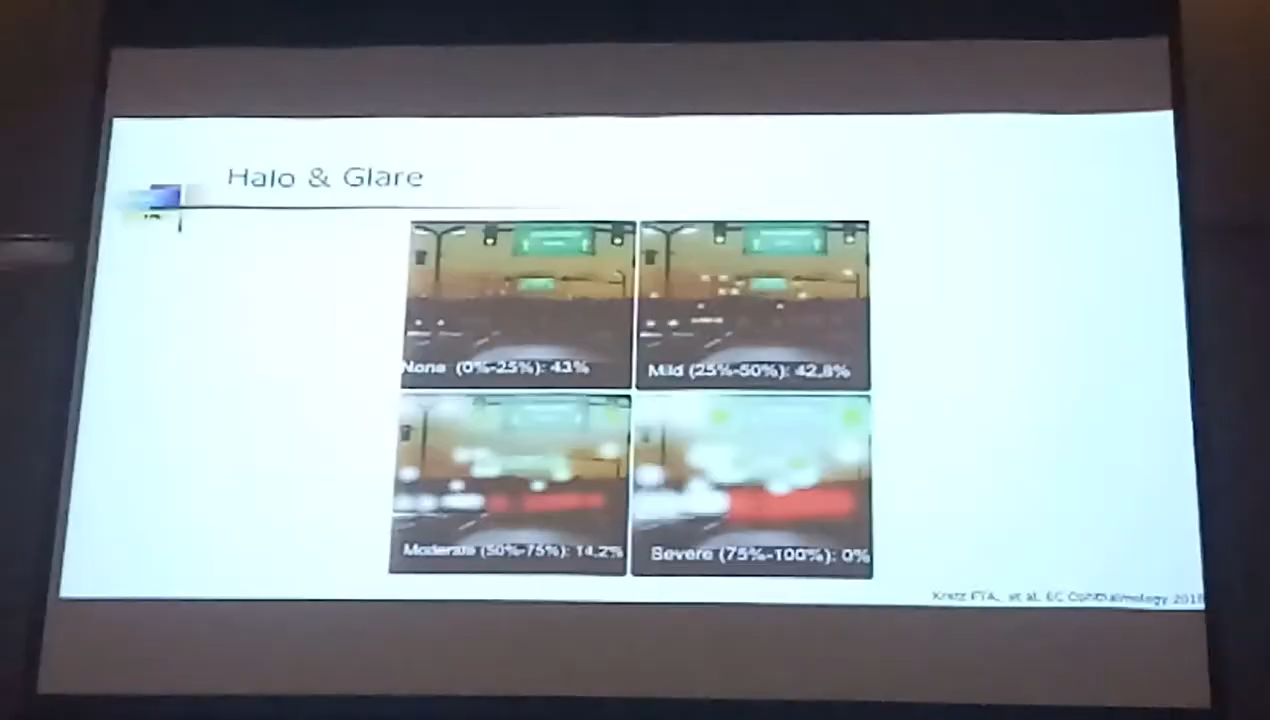 Halo & Glare
None (0%-25%): 43%
Mild (25%-50%): 42,8%
Moderate (50%-75%): 14,2%
Severe (75%-100%): 0%
Kretz FTA, et al. EC Ophthalmology 2018